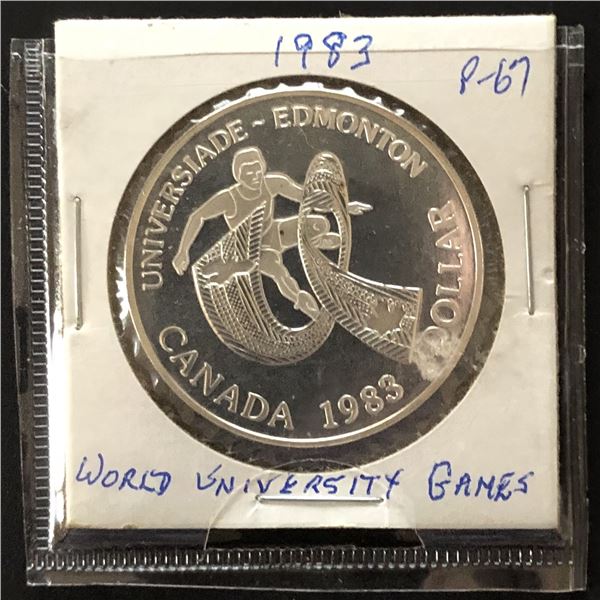 1983
P-67
UNIVERSIADE ~ EDMONTON
DOLLAR
CANADA 1983
WORLD UNIVERSITY GAMES